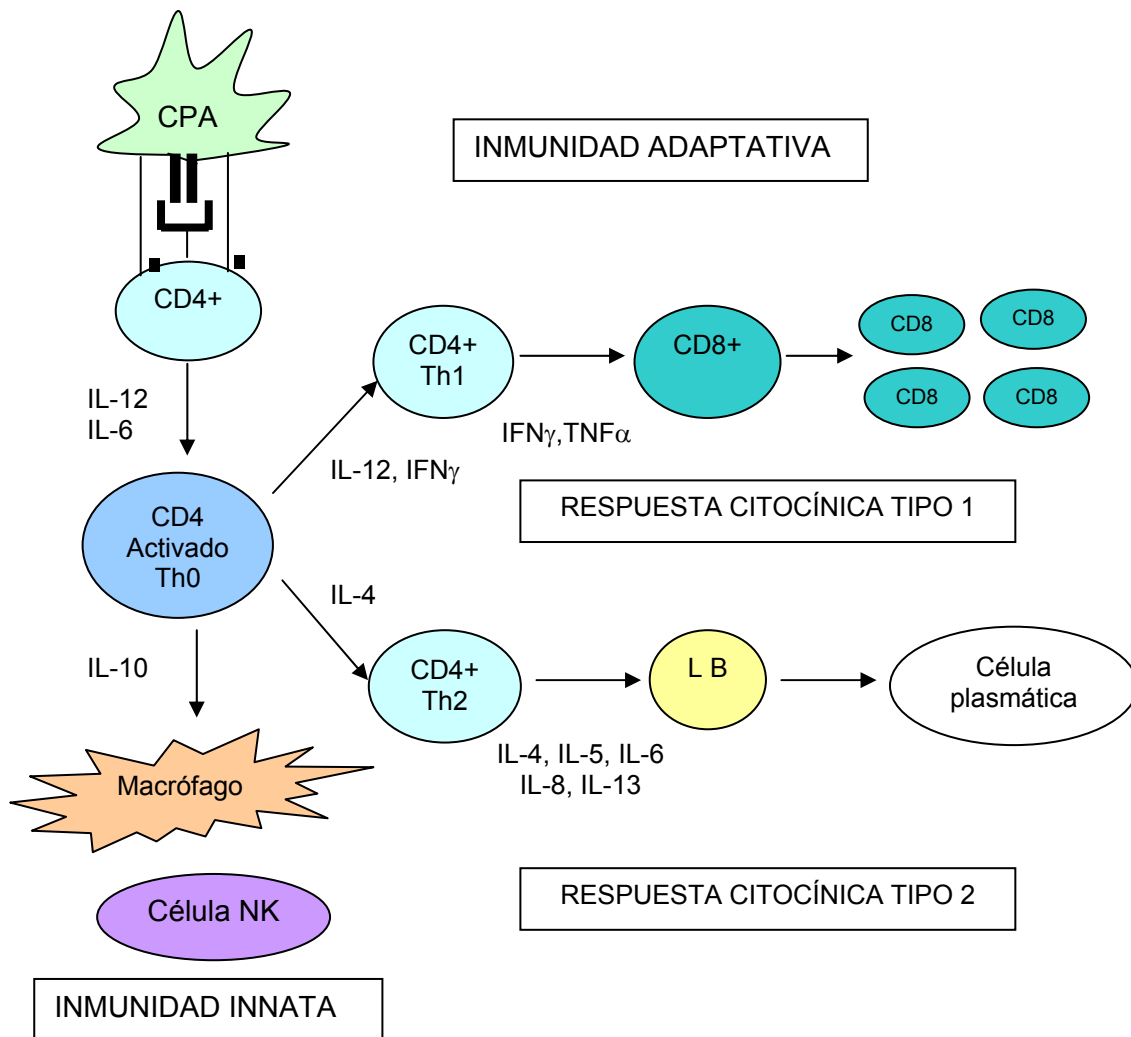 CPA
INMUNIDAD ADAPTATIVA
CD4+
IL-12
IL-6
CD4+
Th1
CD8+
CD8
CD8
CD8
CD8
IFNγ,TNFα
IL-12, IFNγ
RESPUESTA CITOCÍNICA TIPO 1
CD4
Activado
Th0
IL-4
IL-10
CD4+
Th2
L B
Célula
plasmática
IL-4, IL-5, IL-6
IL-8, IL-13
Macrófago
RESPUESTA CITOCÍNICA TIPO 2
Célula NK
INMUNIDAD INNATA